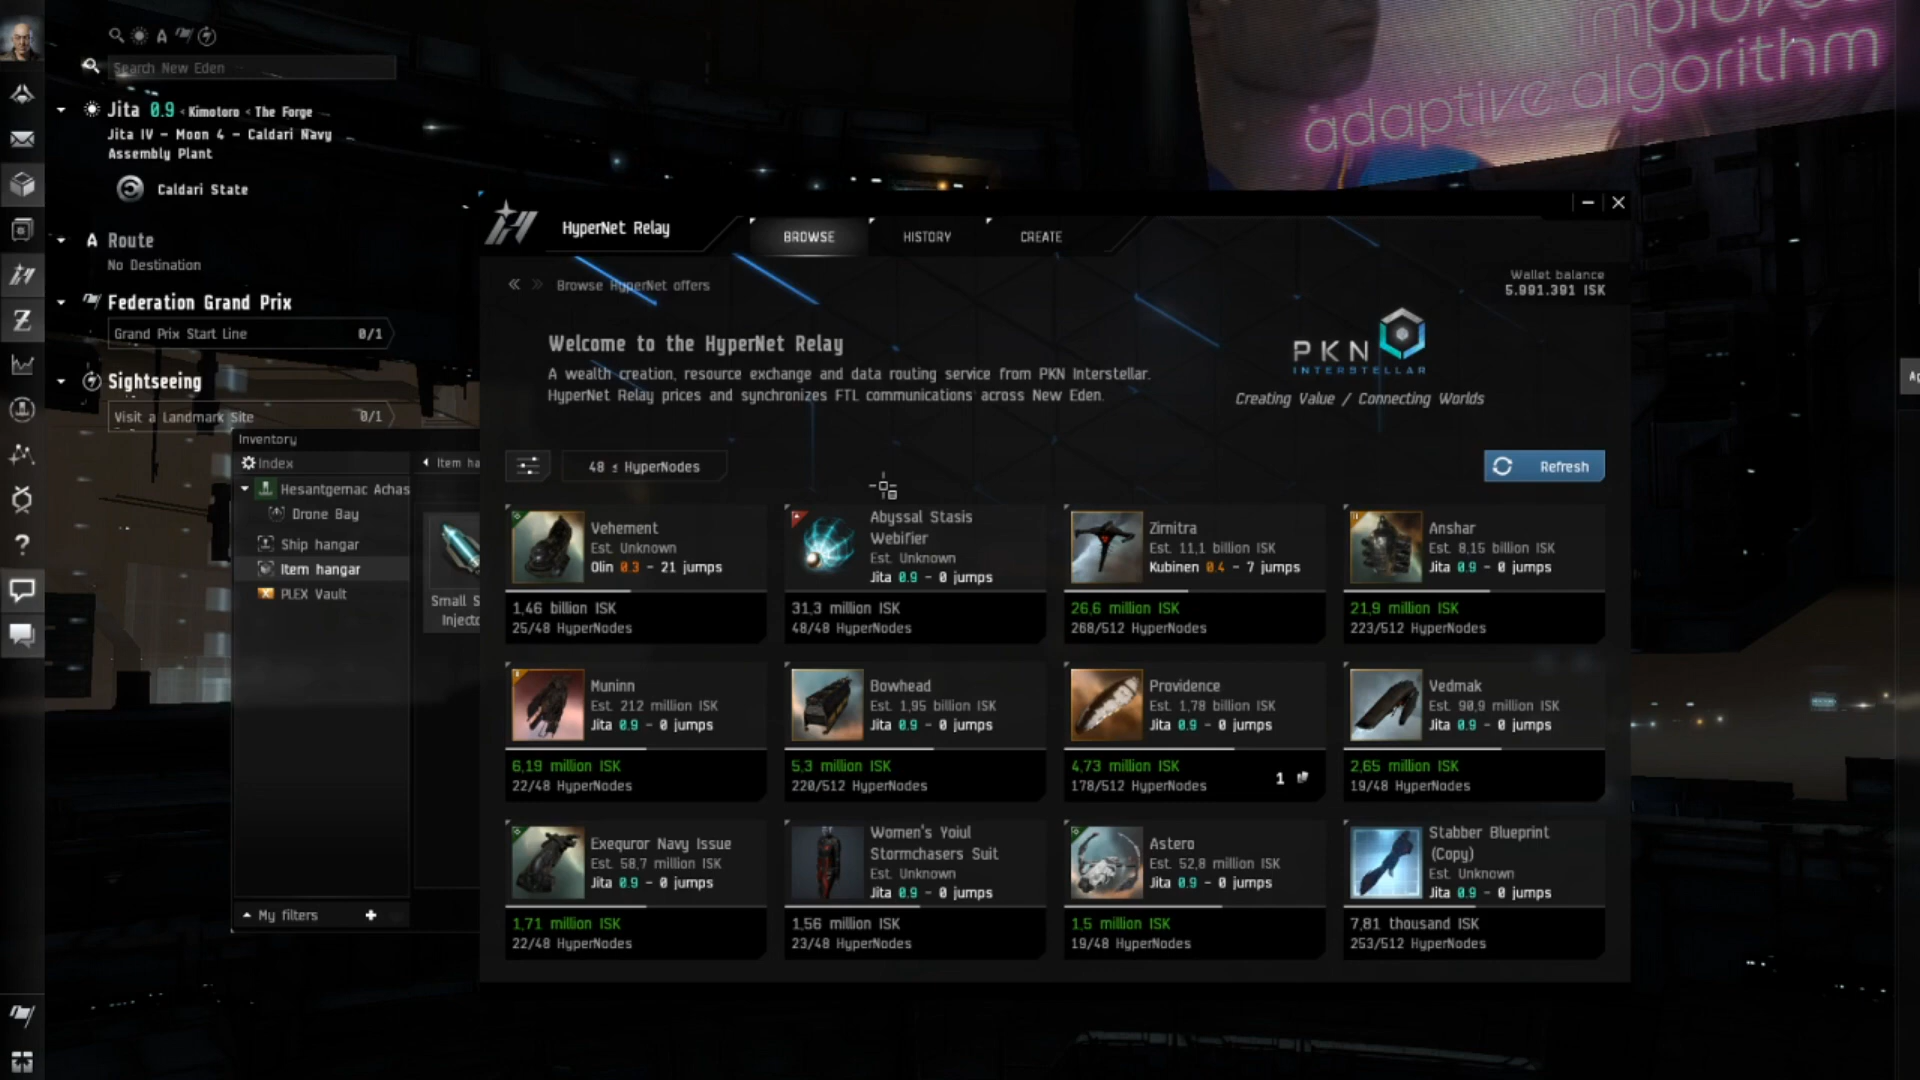 improved
adaptive algorithm
Search New Eden
Jita 0.9 < Kimotoro < The Forge
Jita IV - Moon 4 - Caldari Navy
Assembly Plant
Caldari State
Route
No Destination
Federation Grand Prix
Grand Prix Start Line 0/1
Sightseeing
Visit a Landmark Site 0/1
Inventory
Index
Item ha
Hesantgemac Achas
Drone Bay
Ship hangar
Item hangar
PLEX Vault
Small S
Injecto
My filters
HyperNet Relay
BROWSE
HISTORY
CREATE
Browse HyperNet offers
Wallet balance
5.991.391 ISK
Welcome to the HyperNet Relay
A wealth creation, resource exchange and data routing service from PKN Interstellar.
HyperNet Relay prices and synchronizes FTL communications across New Eden.
PKN
INTERSTELLAR
Creating Value / Connecting Worlds
48 ≤ HyperNodes
Refresh
Vehement
Est. Unknown
Olin 0.3 - 21 jumps
1,46 billion ISK
25/48 HyperNodes
Abyssal Stasis
Webifier
Est. Unknown
Jita 0.9 - 0 jumps
31,3 million ISK
48/48 HyperNodes
Zirnitra
Est. 11,1 billion ISK
Kubinen 0.4 - 7 jumps
26,6 million ISK
268/512 HyperNodes
Anshar
Est. 8,15 billion ISK
Jita 0.9 - 0 jumps
21,9 million ISK
223/512 HyperNodes
Muninn
Est. 212 million ISK
Jita 0.9 - 0 jumps
6,19 million ISK
22/48 HyperNodes
Bowhead
Est. 1,95 billion ISK
Jita 0.9 - 0 jumps
5,3 million ISK
220/512 HyperNodes
Providence
Est. 1,78 billion ISK
Jita 0.9 - 0 jumps
4,73 million ISK
178/512 HyperNodes
1
Vedmak
Est. 90,9 million ISK
Jita 0.9 - 0 jumps
2,65 million ISK
19/48 HyperNodes
Exequror Navy Issue
Est. 58,7 million ISK
Jita 0.9 - 0 jumps
1,71 million ISK
22/48 HyperNodes
Women's Yoiul
Stormchasers Suit
Est. Unknown
Jita 0.9 - 0 jumps
1,56 million ISK
23/48 HyperNodes
Astero
Est. 52,8 million ISK
Jita 0.9 - 0 jumps
1,5 million ISK
19/48 HyperNodes
Stabber Blueprint
(Copy)
Est. Unknown
Jita 0.9 - 0 jumps
7,81 thousand ISK
253/512 HyperNodes